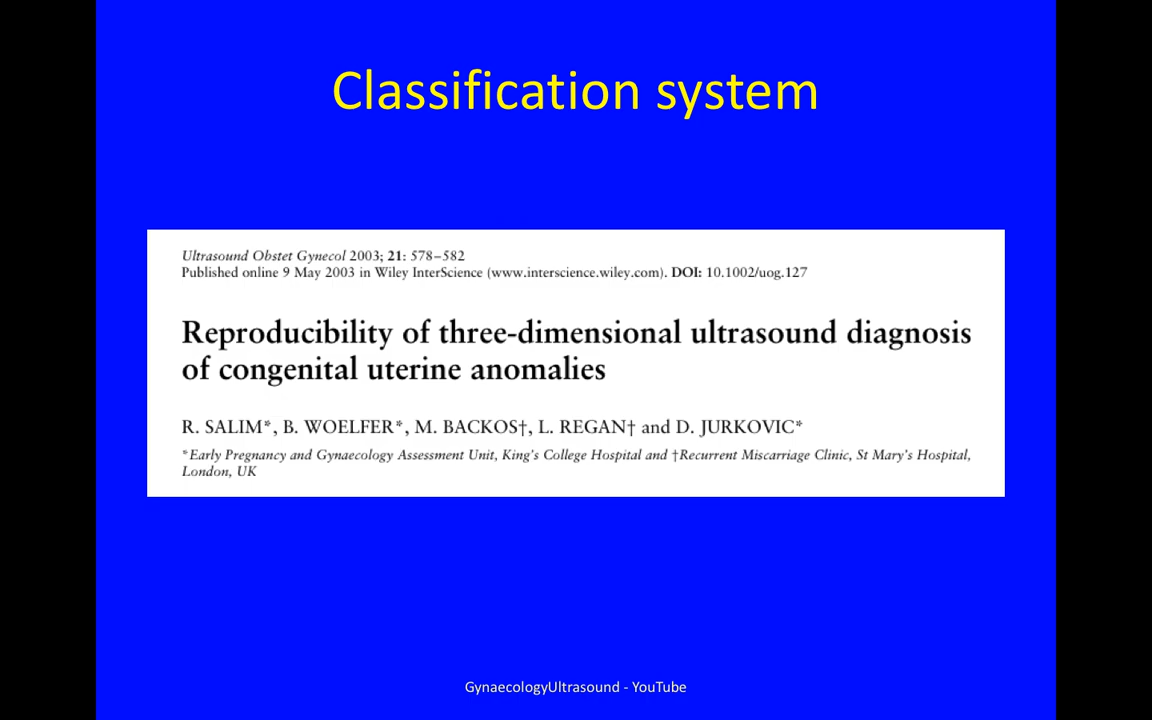 Classification system
Ultrasound Obstet Gynecol 2003; 21: 578–582
Published online 9 May 2003 in Wiley InterScience (www.interscience.wiley.com). DOI: 10.1002/uog.127
Reproducibility of three-dimensional ultrasound diagnosis
of congenital uterine anomalies
R. SALIM*, B. WOELFER*, M. BACKOS†, L. REGAN† and D. JURKOVIC*
*Early Pregnancy and Gynaecology Assessment Unit, King's College Hospital and †Recurrent Miscarriage Clinic, St Mary's Hospital,
London, UK
GynaecologyUltrasound - YouTube